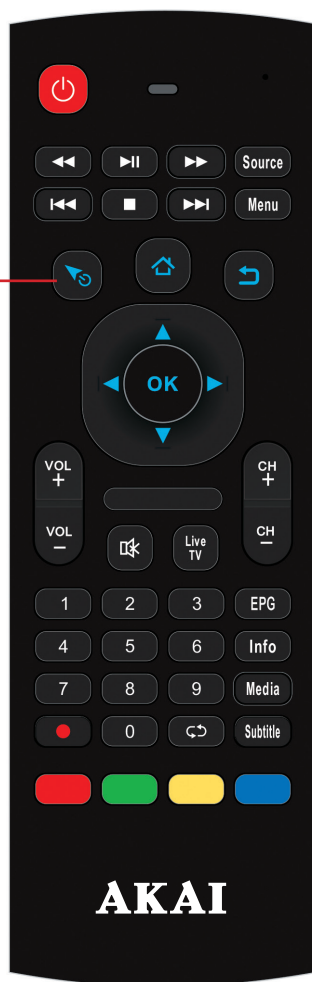 Source
Menu
OK
VOL
+
CH
+
VOL
−
CH
−
Live
TV
1 2 3 EPG
4 5 6 Info
7 8 9 Media
0 Subtitle
AKAI